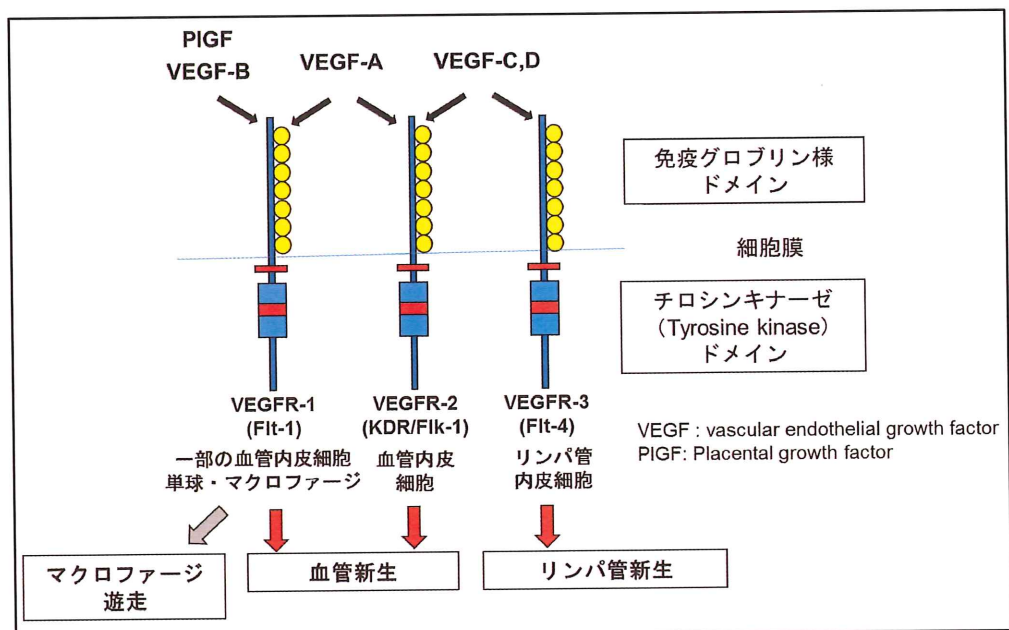 PlGF
VEGF-B
VEGF-A
VEGF-C,D
免疫グロブリン様
ドメイン
細胞膜
チロシンキナーゼ
（Tyrosine kinase）
ドメイン
VEGFR-1
(Flt-1)
VEGFR-2
(KDR/Flk-1)
VEGFR-3
(Flt-4)
一部の血管内皮細胞
単球・マクロファージ
血管内皮
細胞
リンパ管
内皮細胞
VEGF : vascular endothelial growth factor
PlGF: Placental growth factor
マクロファージ
遊走
血管新生
リンパ管新生